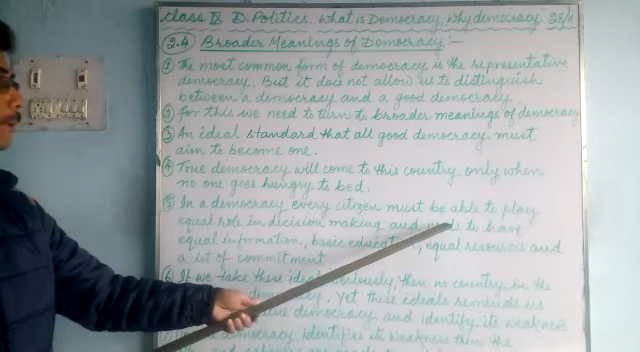 Class IX D. Politics. What is Democracy, Why democracy. 33/11
2.4 Broader Meanings of Democracy:-
① The most common form of democracy is the representative
democracy. But it does not allow us to distinguish
between a democracy and a good democracy.
② for this we need to turn to broader meanings of democracy
③ An ideal standard that all good democracy must
aim to become one.
④ True democracy will come to this country only when
no one goes hungry to bed.
⑤ In a democracy every citizen must be able to play
equal role in decision making and to have
equal information, basic, equal resources and
a lot of commitment
⑥ If we take these seriously, then no country in the
Yet these ideals reminds us
democracy and identify its weakness
democracy identifies its weakness then the